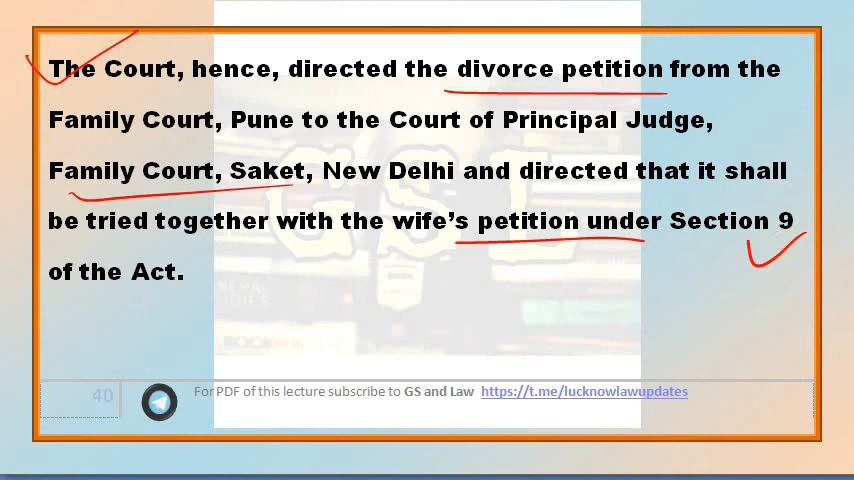 The Court, hence, directed the divorce petition from the
Family Court, Pune to the Court of Principal Judge,
Family Court, Saket, New Delhi and directed that it shall
be tried together with the wife’s petition under Section 9
of the Act.
GSL
40
For PDF of this lecture subscribe to GS and Law https://t.me/lucknowlawupdates